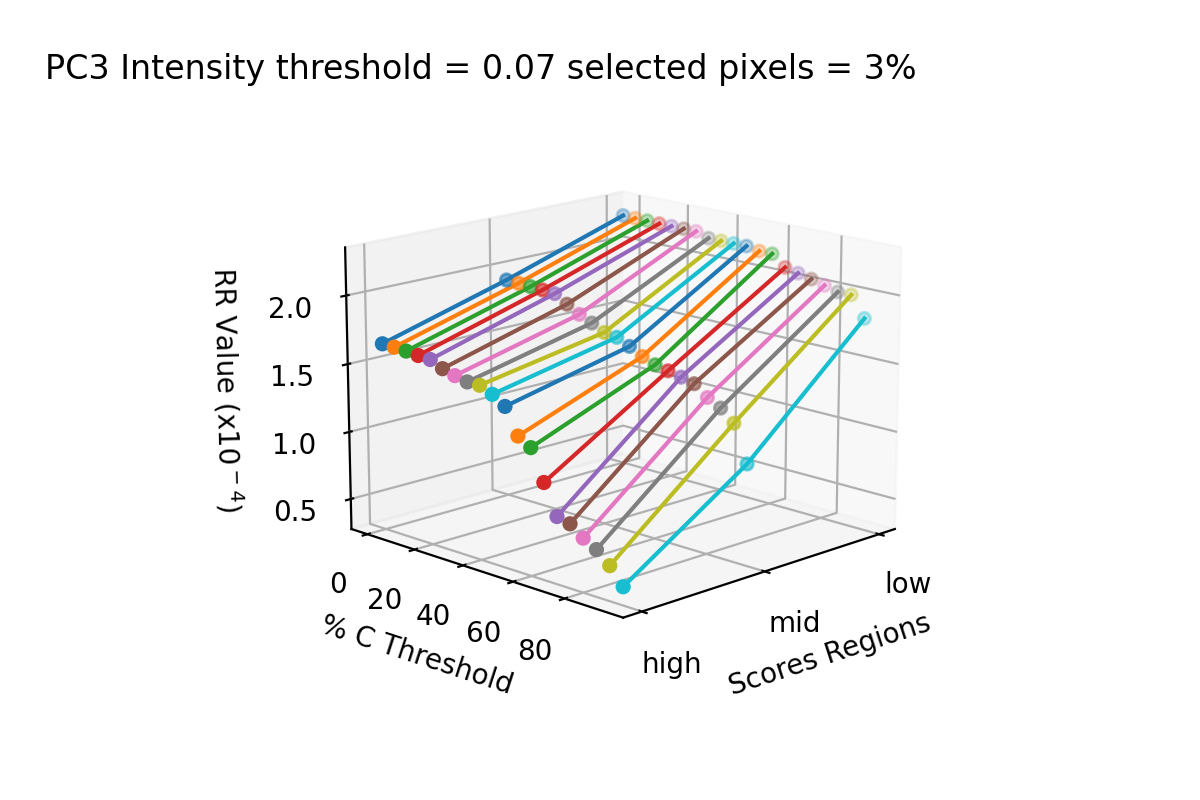 PC3 Intensity threshold = 0.07 selected pixels = 3%
RR Value (x10⁻⁴)
2.0
1.5
1.0
0.5
0
20
40
60
80
% C Threshold
high
mid
low
Scores Regions